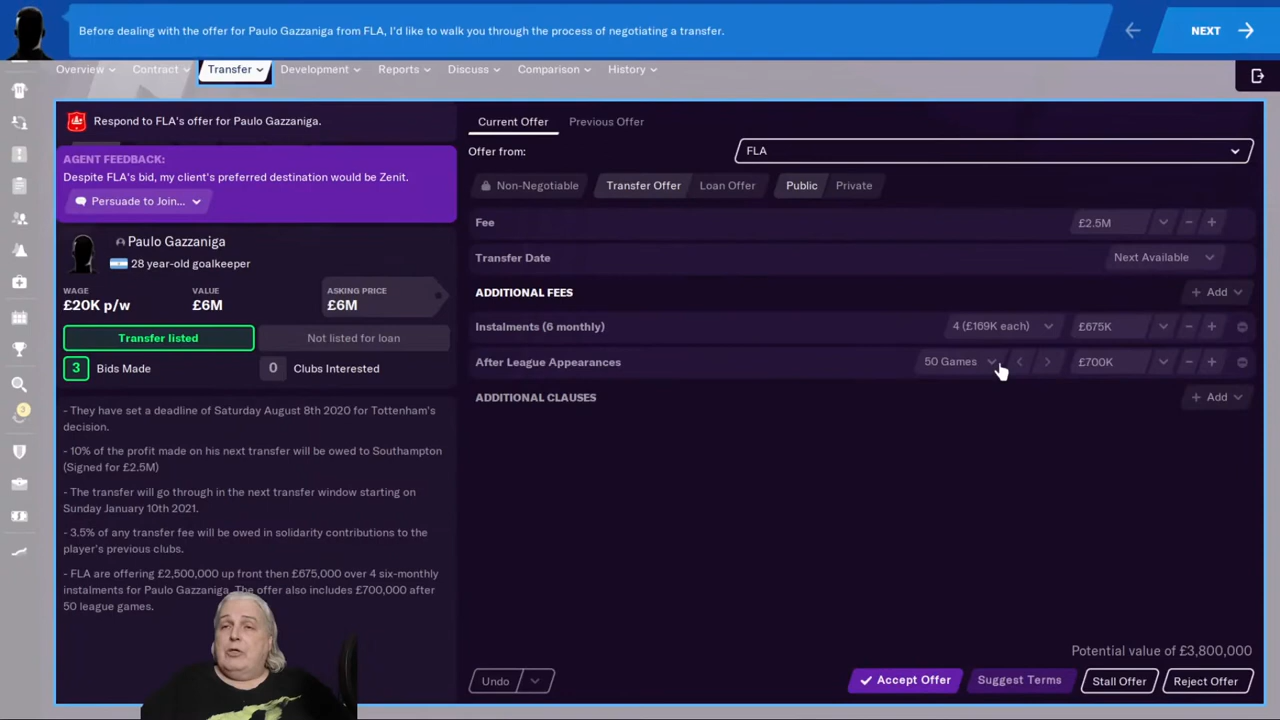 Before dealing with the offer for Paulo Gazzaniga from FLA, I'd like to walk you through the process of negotiating a transfer.
NEXT
Overview
Contract
Transfer
Development
Reports
Discuss
Comparison
History
Respond to FLA's offer for Paulo Gazzaniga.
AGENT FEEDBACK:
Despite FLA's bid, my client's preferred destination would be Zenit.
Persuade to Join...
Paulo Gazzaniga
28 year-old goalkeeper
WAGE
£20K p/w
VALUE
£6M
ASKING PRICE
£6M
Transfer listed
Not listed for loan
3 Bids Made
0 Clubs Interested
- They have set a deadline of Saturday August 8th 2020 for Tottenham's
decision.
- 10% of the profit made on his next transfer will be owed to Southampton
(Signed for £2.5M)
- The transfer will go through in the next transfer window starting on
Sunday January 10th 2021.
- 3.5% of any transfer fee will be owed in solidarity contributions to the
player's previous clubs.
- FLA are offering £2,500,000 up front then £675,000 over 4 six-monthly
instalments for Paulo Gazzaniga. The offer also includes £700,000 after
50 league games.
Current Offer
Previous Offer
Offer from:
FLA
Non-Negotiable
Transfer Offer
Loan Offer
Public
Private
Fee
£2.5M
Transfer Date
Next Available
ADDITIONAL FEES
+ Add
Instalments (6 monthly)
4 (£169K each)
£675K
After League Appearances
50 Games
£700K
ADDITIONAL CLAUSES
+ Add
Potential value of £3,800,000
Undo
Accept Offer
Suggest Terms
Stall Offer
Reject Offer
3